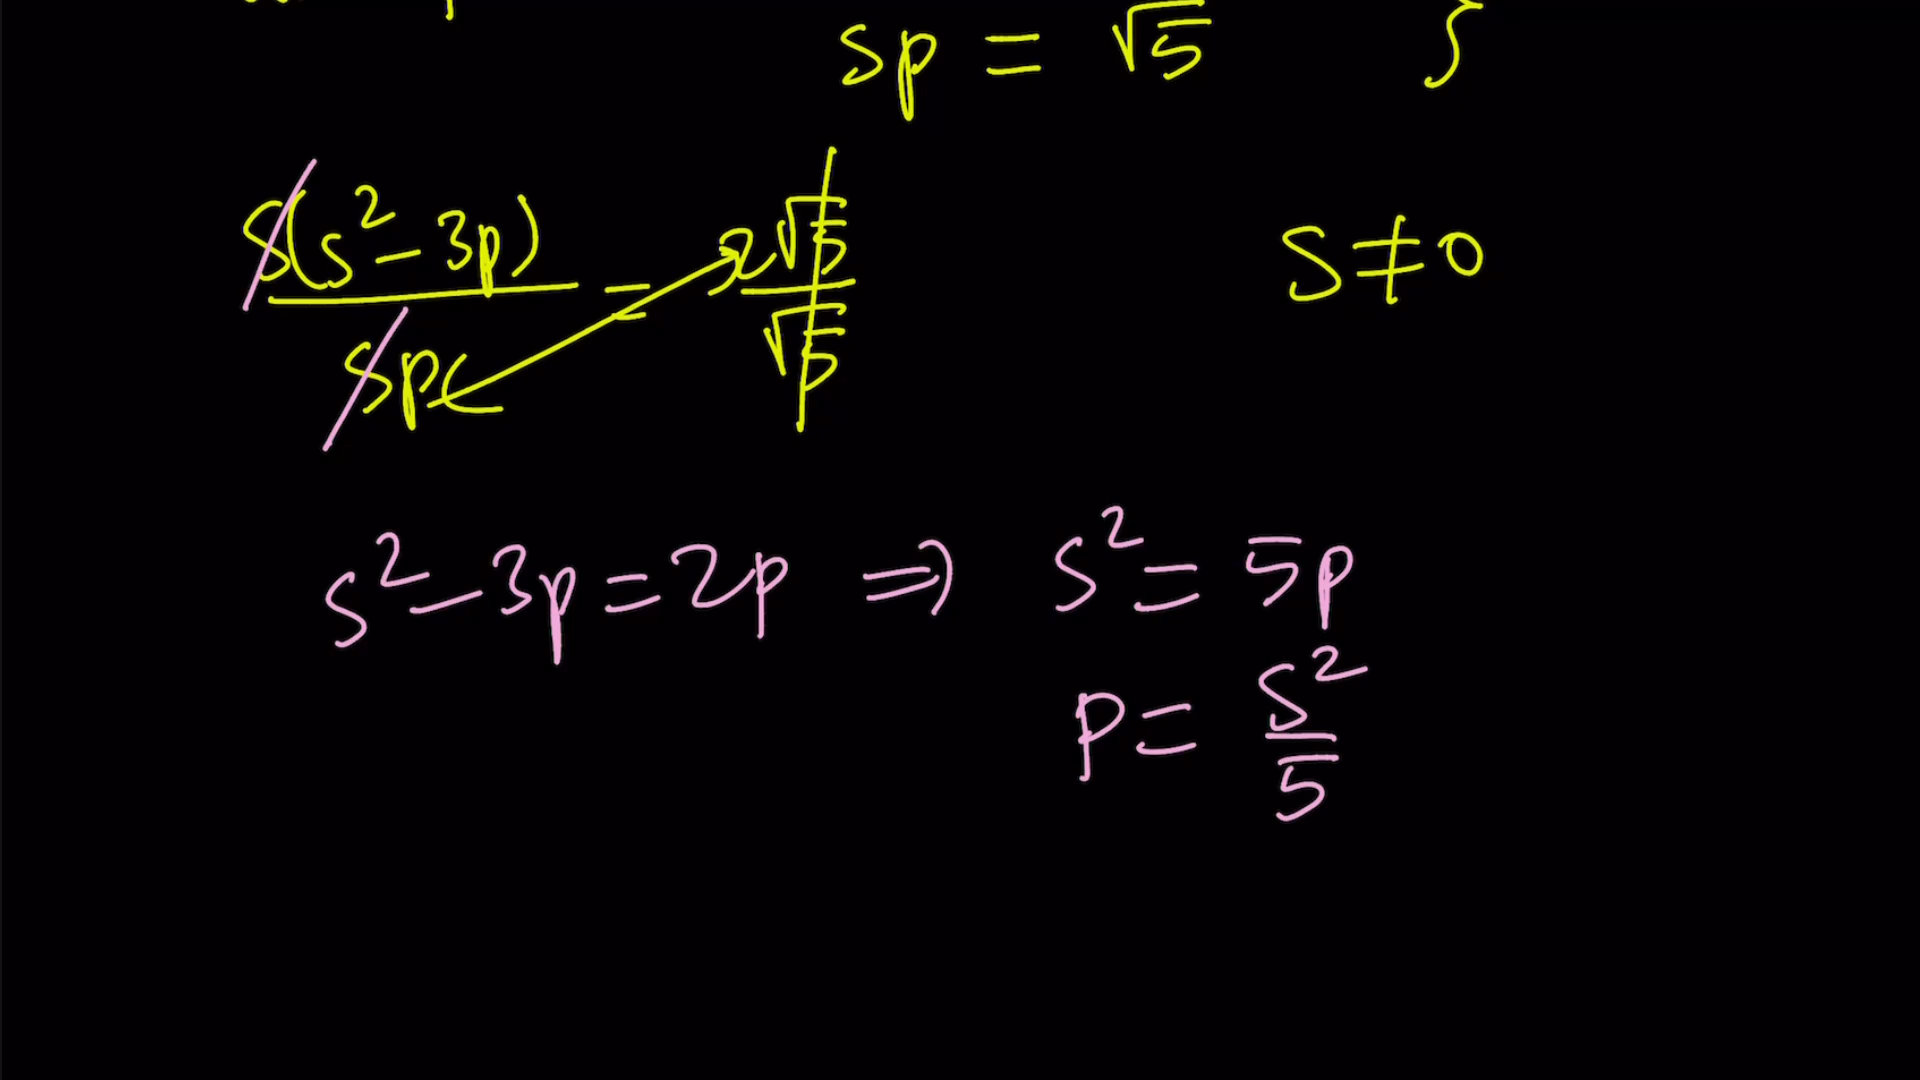 sp = √5 }
s(s² - 3p) / sp = 2√5 / √5
s ≠ 0
s² - 3p = 2p ⇒ s² = 5p
p = s² / 5